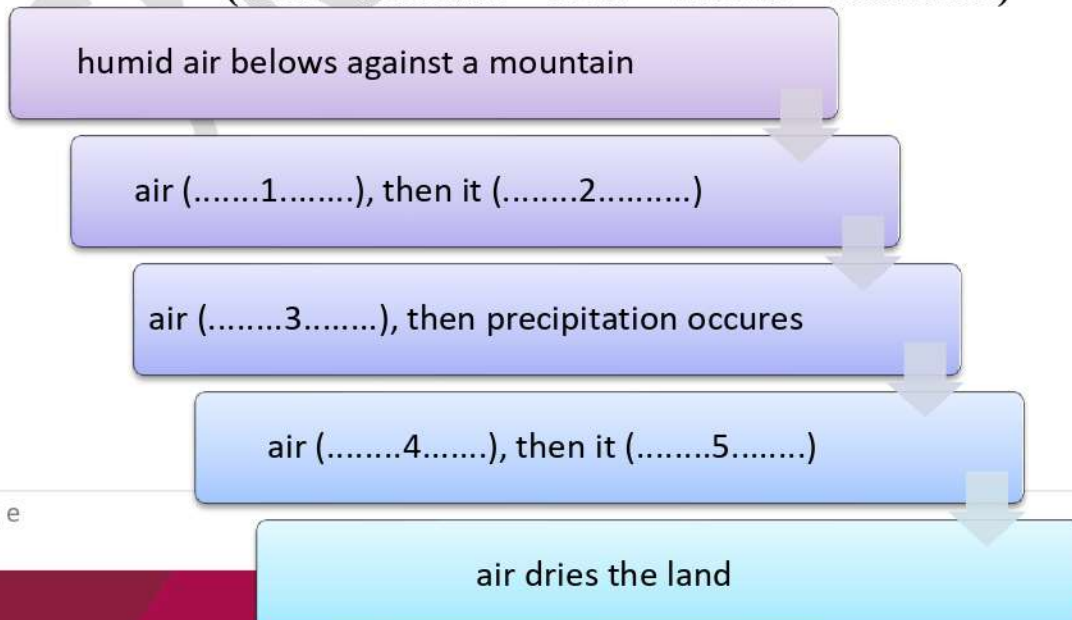 humid air belows against a mountain
air (.......1........), then it (........2..........)
air (........3........), then precipitation occures
air (........4.......), then it (........5........)
e
air dries the land